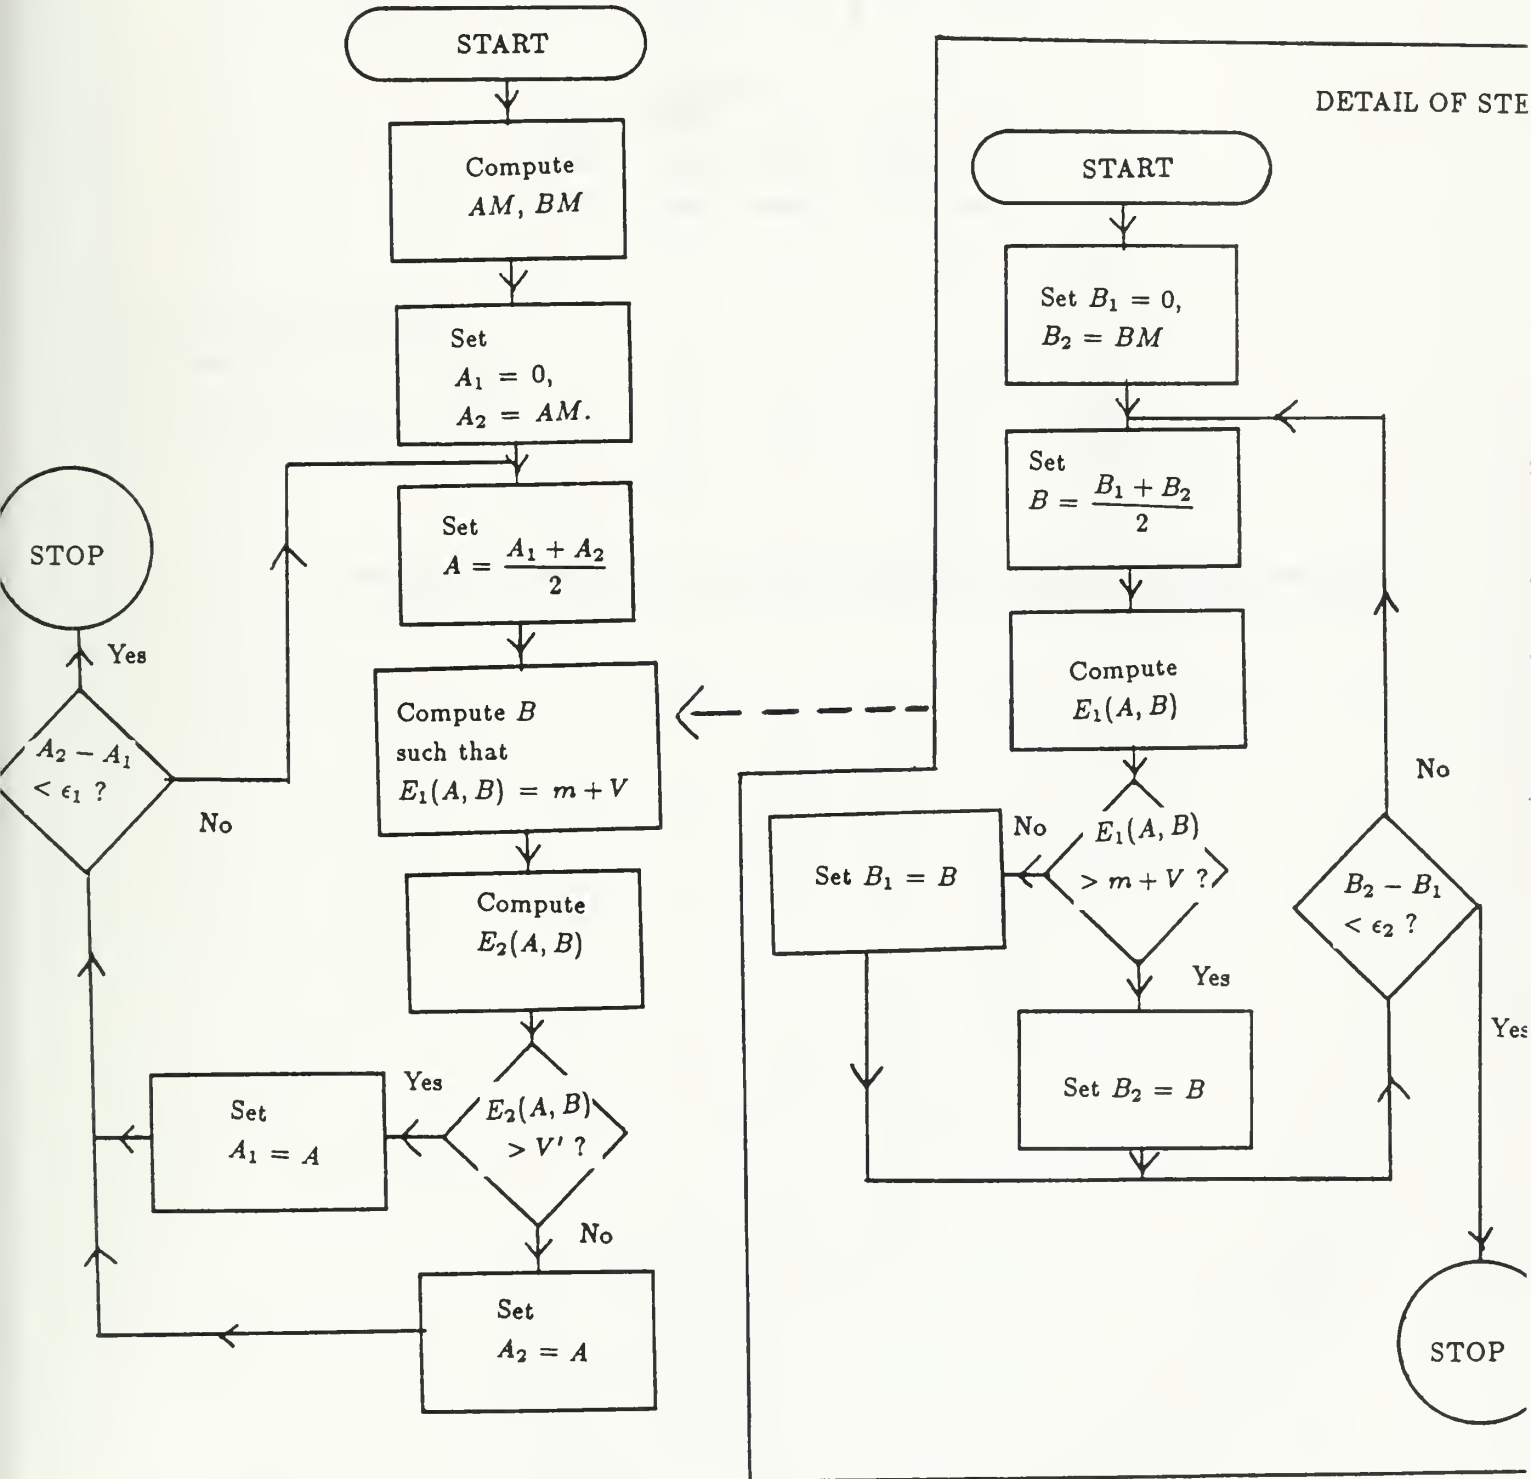 START
Compute
AM, BM
Set
A₁ = 0,
A₂ = AM.
Set
A = (A₁ + A₂)/2
Compute B
such that
E₁(A, B) = m + V
Compute
E₂(A, B)
E₂(A, B)
> V' ?
Yes
No
Set
A₁ = A
Set
A₂ = A
A₂ − A₁
< ϵ₁ ?
No
Yes
STOP
DETAIL OF STE
START
Set B₁ = 0,
B₂ = BM
Set
B = (B₁ + B₂)/2
Compute
E₁(A, B)
E₁(A, B)
> m + V ?
No
Yes
Set B₁ = B
Set B₂ = B
B₂ − B₁
< ϵ₂ ?
No
Yes
STOP